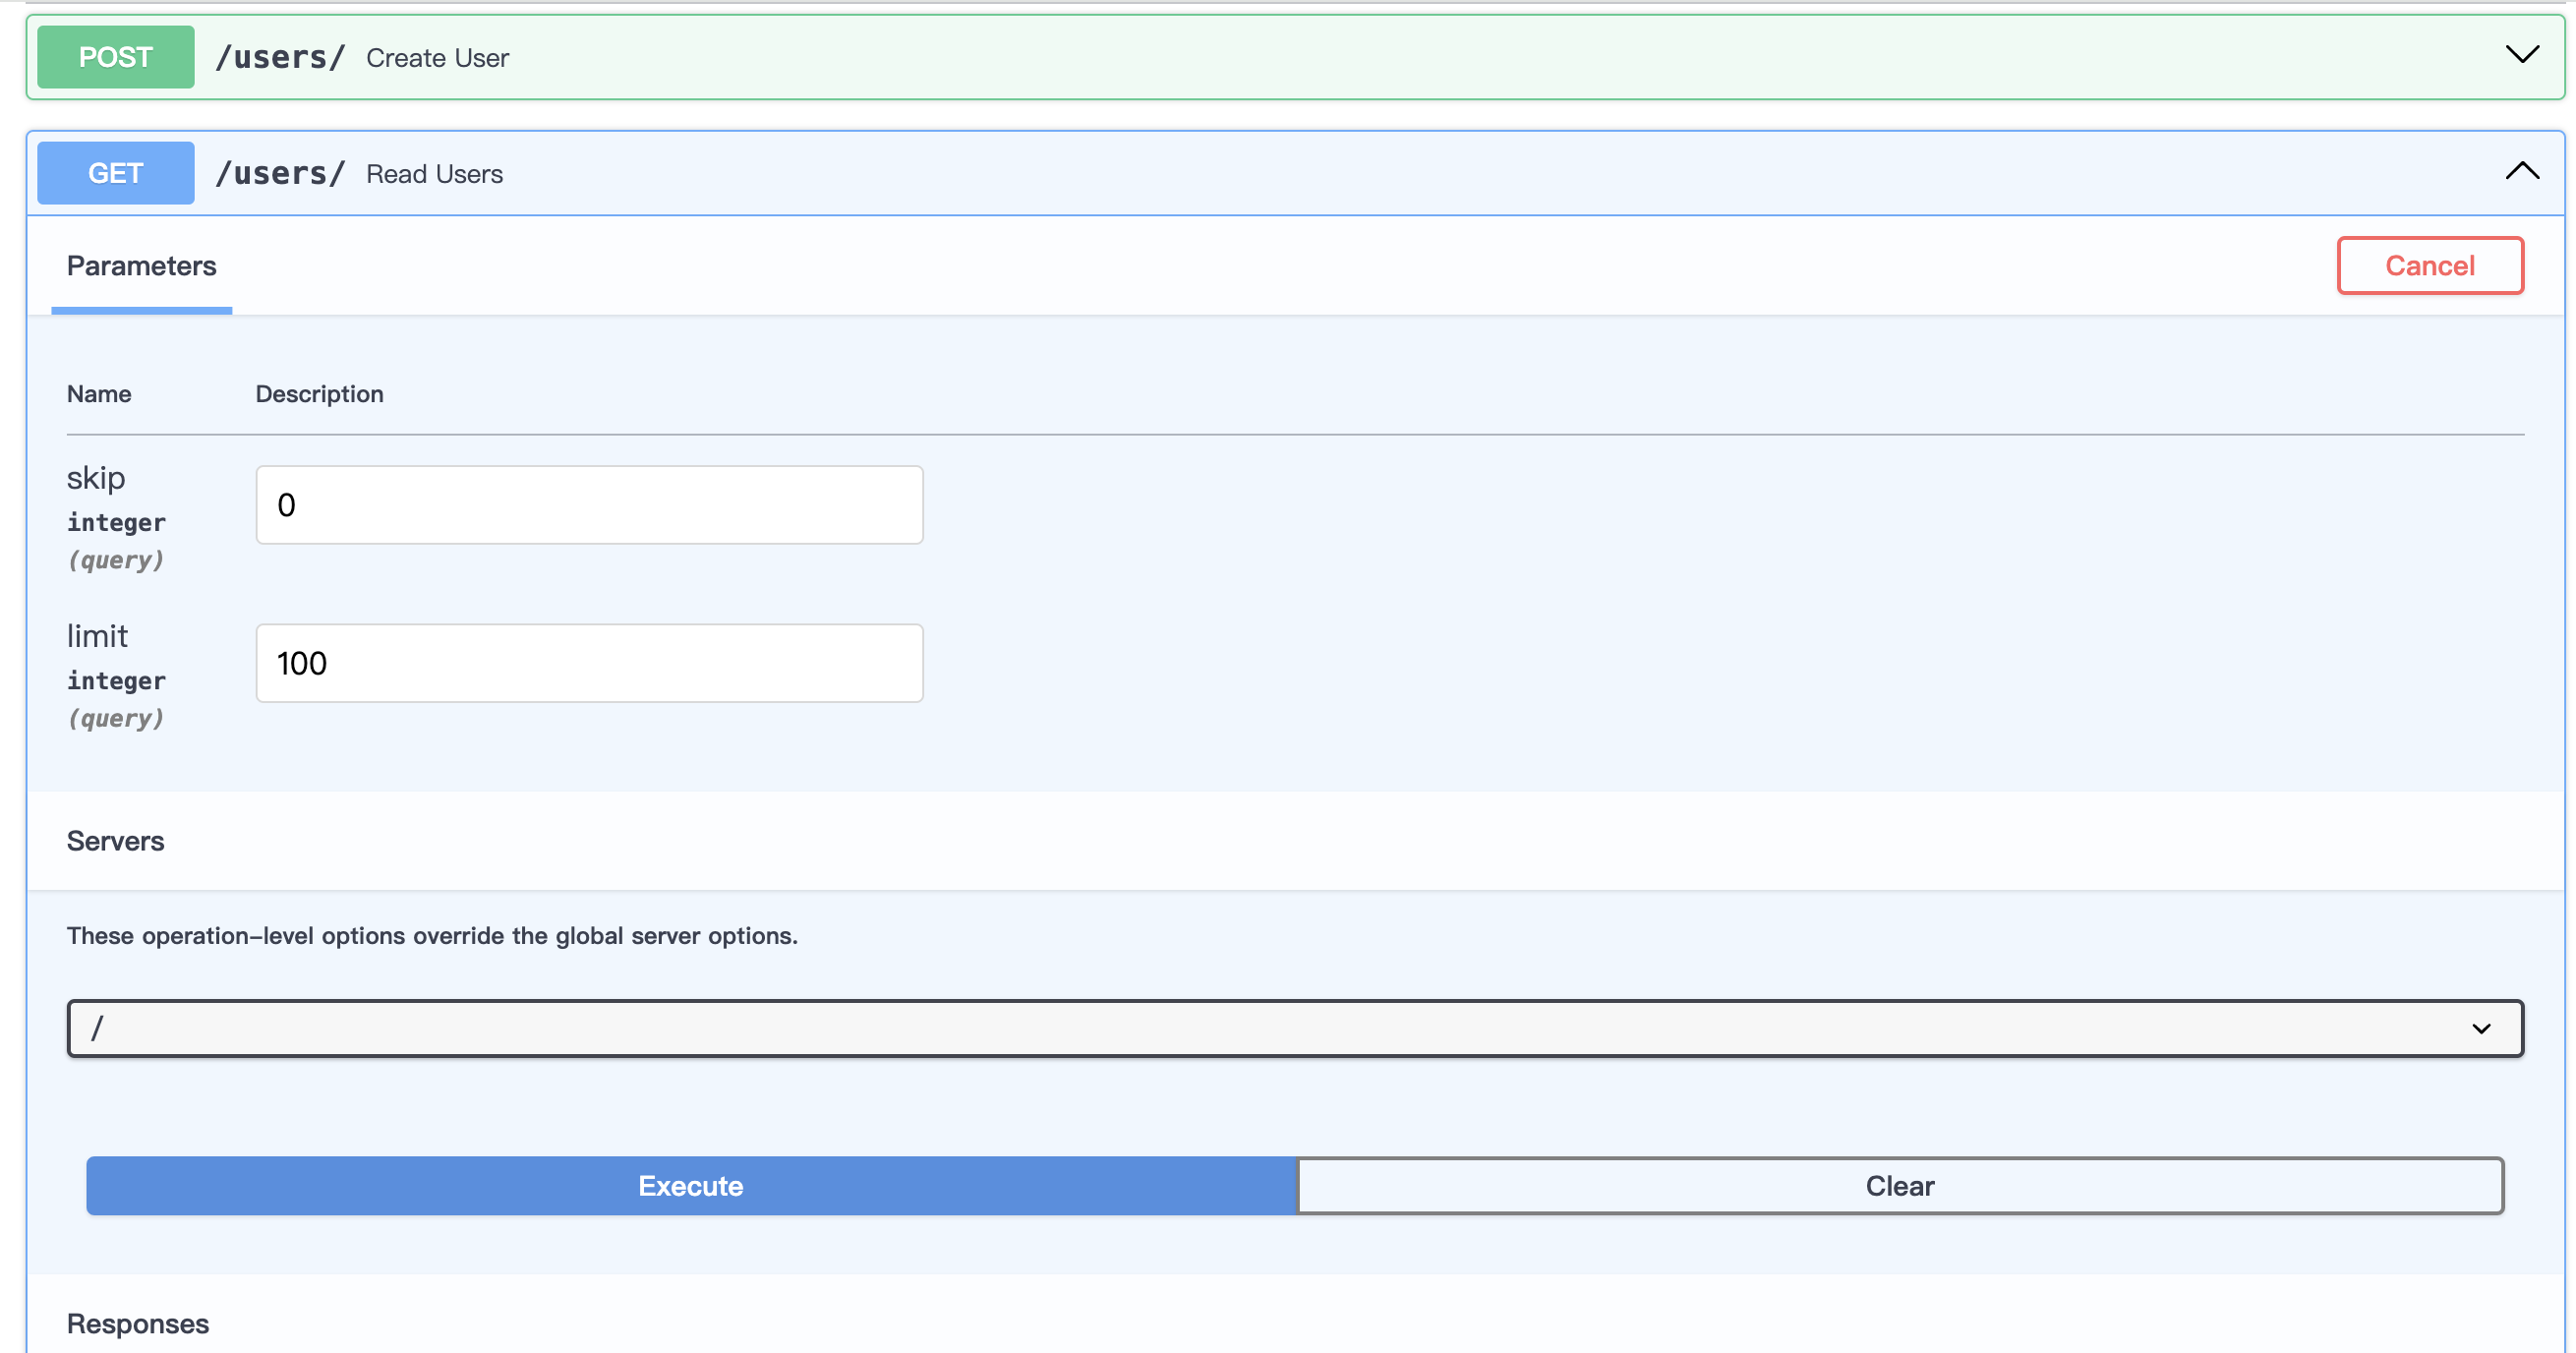 POST /users/ Create User
GET /users/ Read Users
Parameters Cancel
Name Description
skip
integer
(query)
0
limit
integer
(query)
100
Servers
These operation-level options override the global server options.
/
Execute Clear
Responses